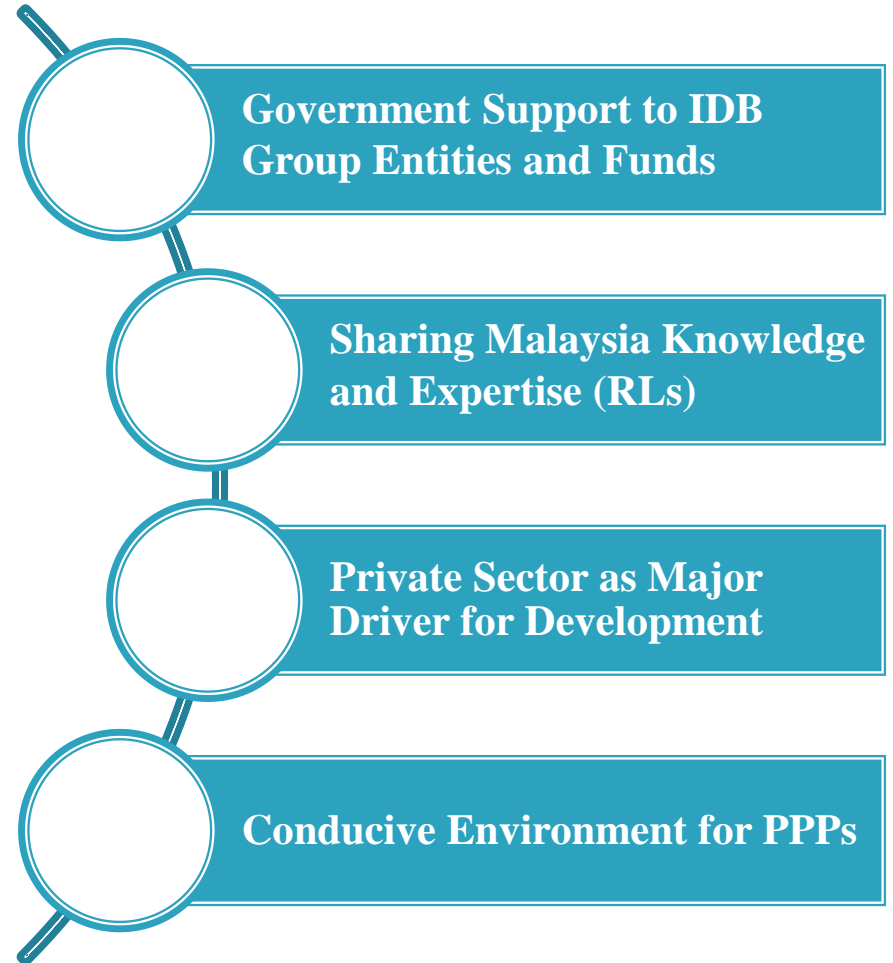 Government Support to IDB
Group Entities and Funds
Sharing Malaysia Knowledge
and Expertise (RLs)
Private Sector as Major
Driver for Development
Conducive Environment for PPPs